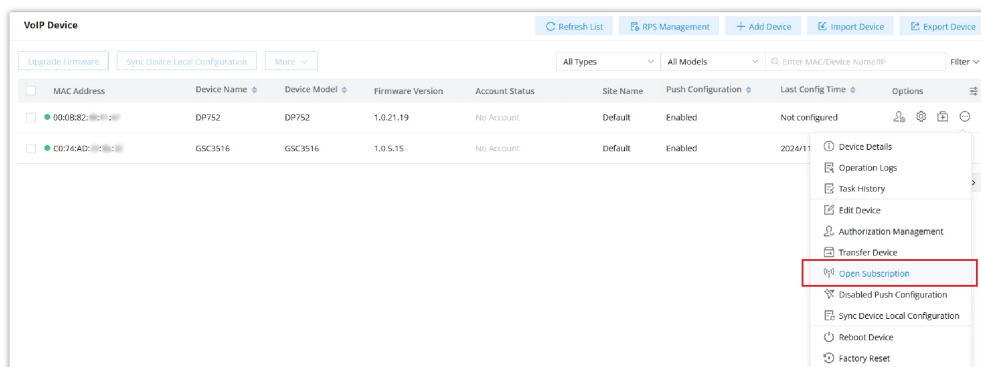 VoIP Device
Refresh List RPS Management Add Device Import Device Export Device
Upgrade Firmware Sync Device Local Configuration More All Types All Models Enter MAC/Device Name/IP Filter
MAC Address Device Name Device Model Firmware Version Account Status Site Name Push Configuration Last Config Time Options
00:0B:82: DP752 DP752 1.0.21.19 No Account Default Enabled Not configured
C0:74:AD: GSC3516 GSC3516 1.0.5.15 No Account Default Enabled 2024/11
Device Details
Operation Logs
Task History
Edit Device
Authorization Management
Transfer Device
Open Subscription
Disabled Push Configuration
Sync Device Local Configuration
Reboot Device
Factory Reset